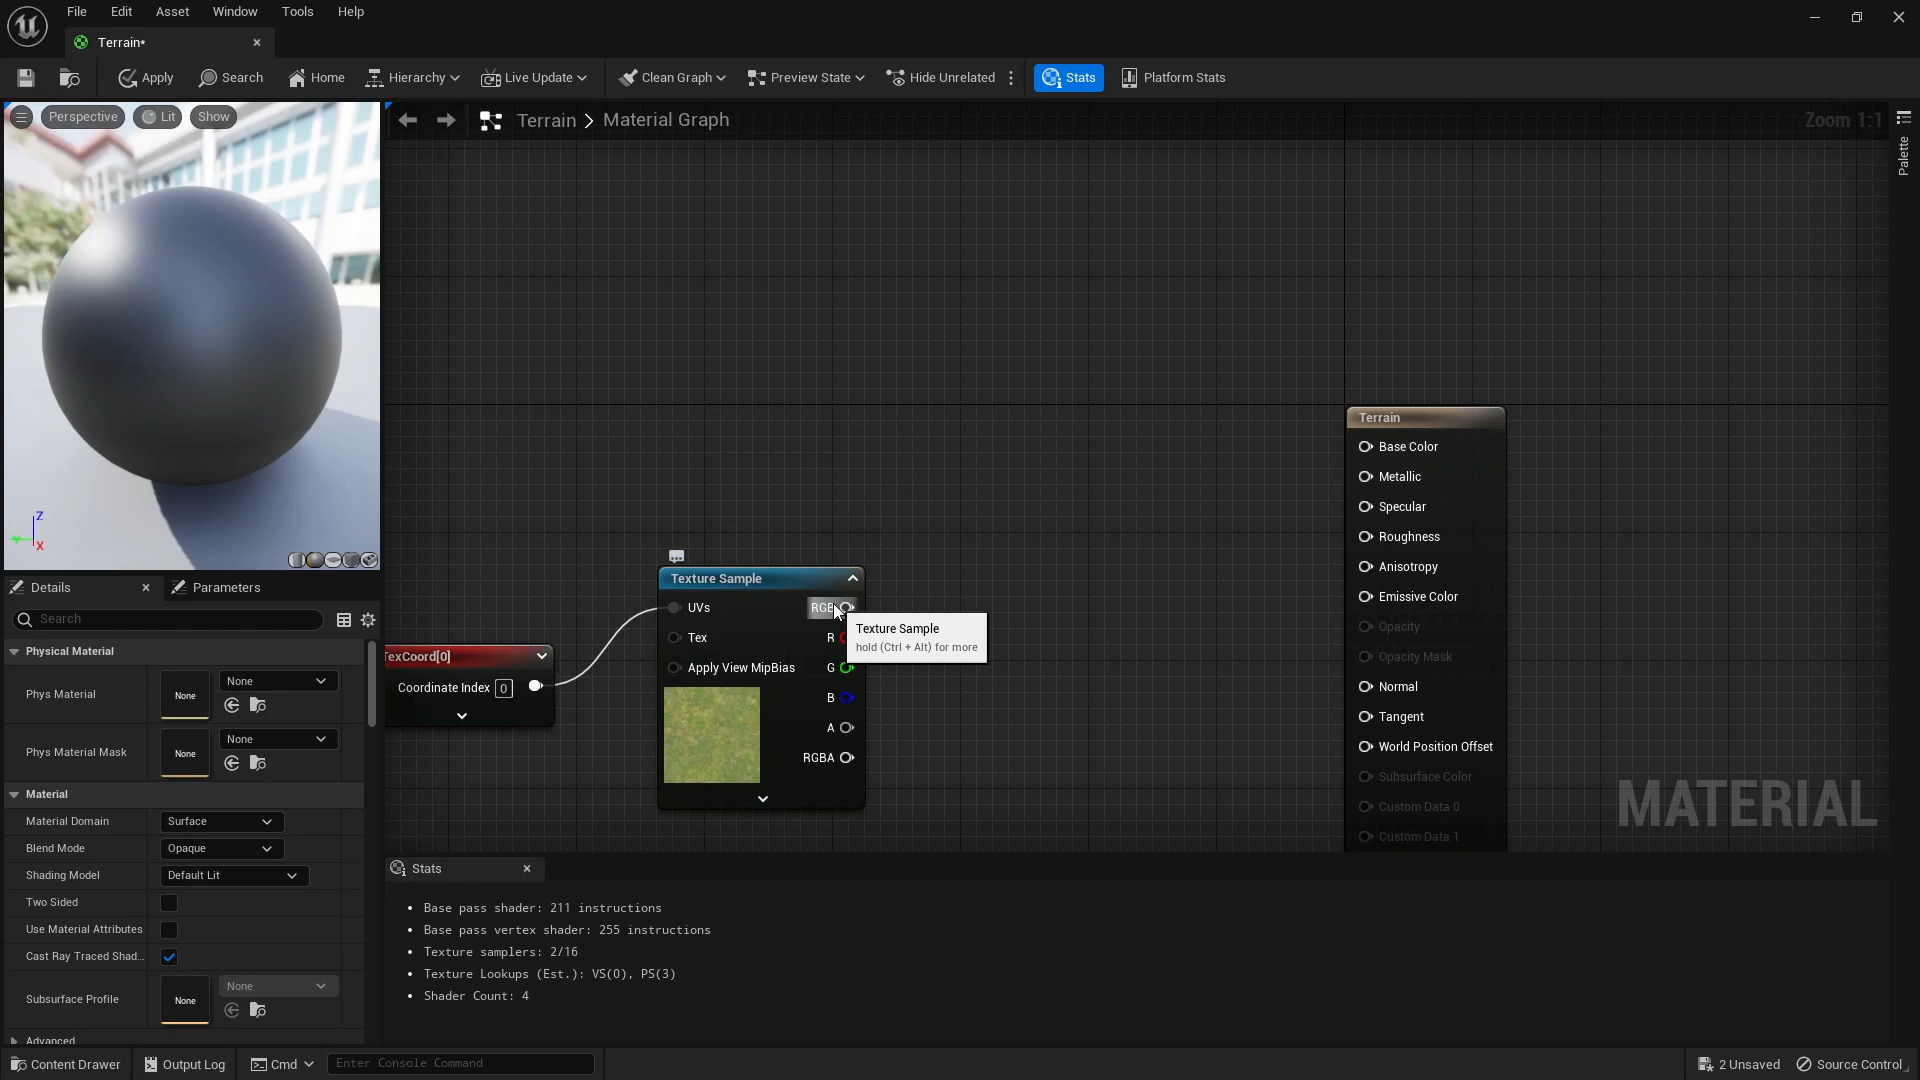 File Edit Asset Window Tools Help
Terrain*
Apply Search Home Hierarchy Live Update Clean Graph Preview State Hide Unrelated Stats Platform Stats
Perspective Lit Show
Z
X
Terrain > Material Graph
Zoom 1:1
Palette
Texture Sample
UVs
Tex
Apply View MipBias
R
G
B
A
RGBA
Texture Sample
hold (Ctrl + Alt) for more
TexCoord[0]
Coordinate Index 0
Terrain
Base Color
Metallic
Specular
Roughness
Anisotropy
Emissive Color
Opacity
Opacity Mask
Normal
Tangent
World Position Offset
Subsurface Color
Custom Data 0
Custom Data 1
MATERIAL
Details Parameters
Search
Physical Material
Phys Material None None
Phys Material Mask None None
Material
Material Domain Surface
Blend Mode Opaque
Shading Model Default Lit
Two Sided
Use Material Attributes
Cast Ray Traced Shad...
Subsurface Profile None None
Advanced
Stats
Base pass shader: 211 instructions
Base pass vertex shader: 255 instructions
Texture samplers: 2/16
Texture Lookups (Est.): VS(0), PS(3)
Shader Count: 4
Content Drawer Output Log Cmd Enter Console Command 2 Unsaved Source Control